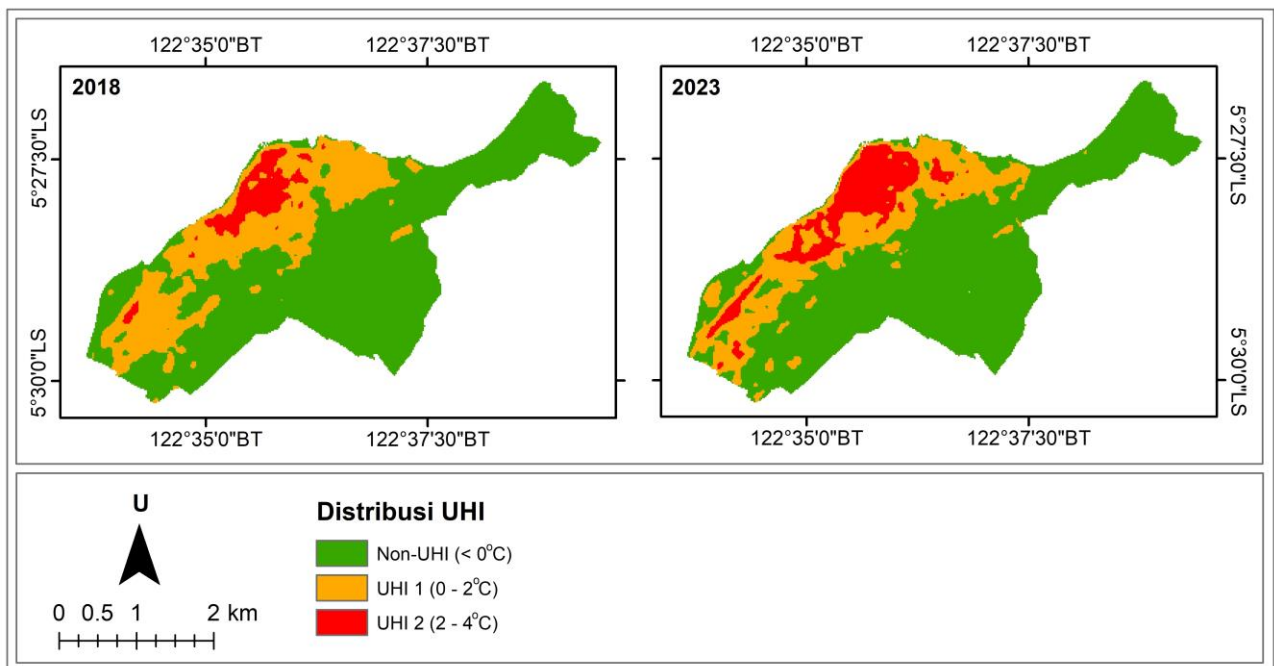 122°35'0"BT 122°37'30"BT
2018
5°27'30"LS
5°30'0"LS
122°35'0"BT 122°37'30"BT
122°35'0"BT 122°37'30"BT
2023
5°27'30"LS
5°30'0"LS
122°35'0"BT 122°37'30"BT
U
0 0.5 1 2 km
Distribusi UHI
Non-UHI (< 0°C)
UHI 1 (0 - 2°C)
UHI 2 (2 - 4°C)